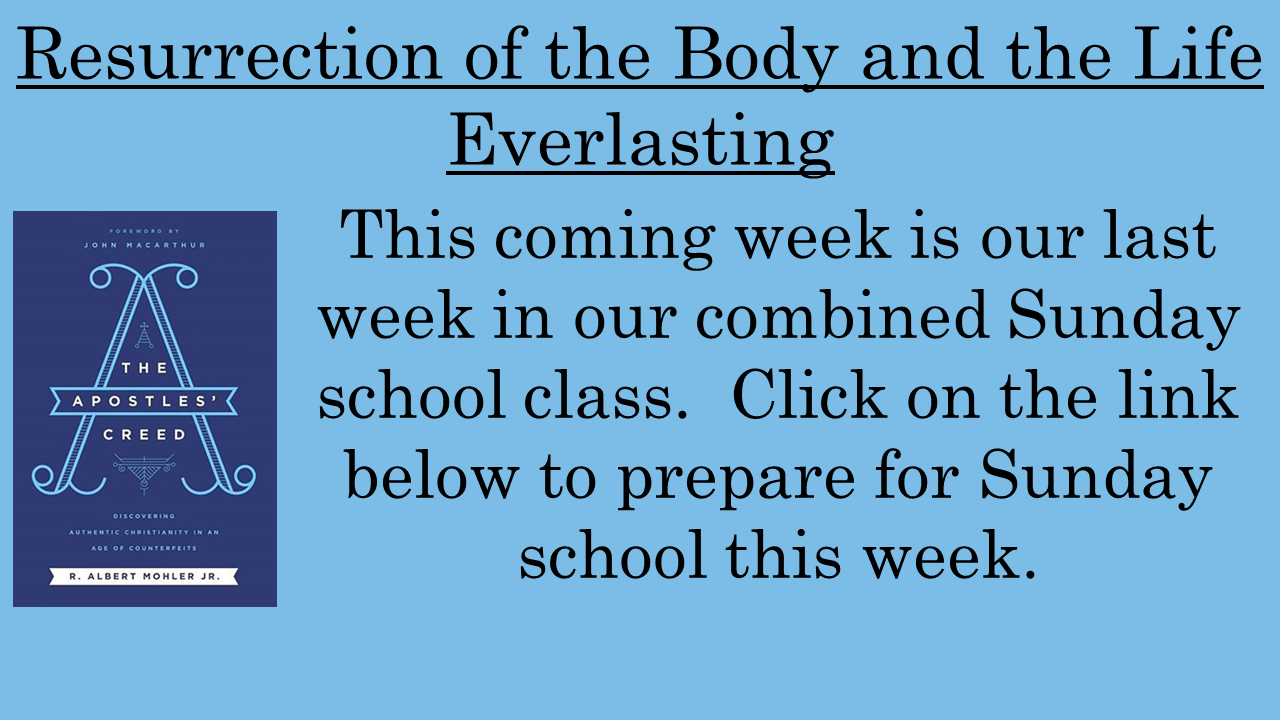 Resurrection of the Body and the Life
Everlasting
This coming week is our last
week in our combined Sunday
school class.  Click on the link
below to prepare for Sunday
school this week.
FOREWORD BY
JOHN MACARTHUR
THE
APOSTLES'
CREED
DISCOVERING
AUTHENTIC CHRISTIANITY IN AN
AGE OF COUNTERFEITS
R. ALBERT MOHLER JR.